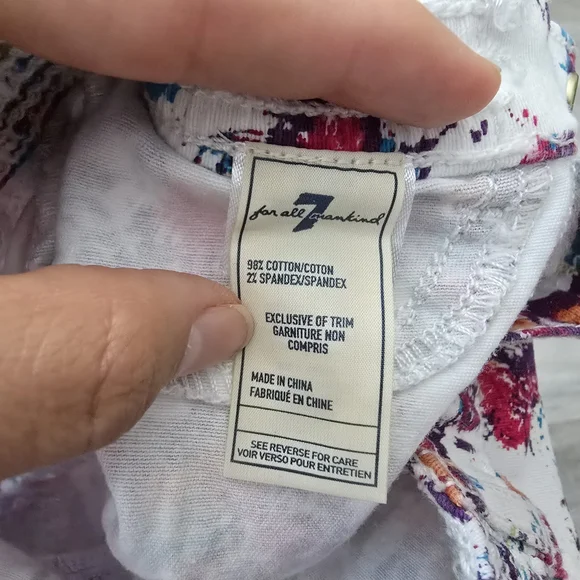 7
for all mankind
98% COTTON/COTON
2% SPANDEX/SPANDEX
EXCLUSIVE OF TRIM
GARNITURE NON
COMPRIS
MADE IN CHINA
FABRIQUÉ EN CHINE
SEE REVERSE FOR CARE
VOIR VERSO POUR ENTRETIEN